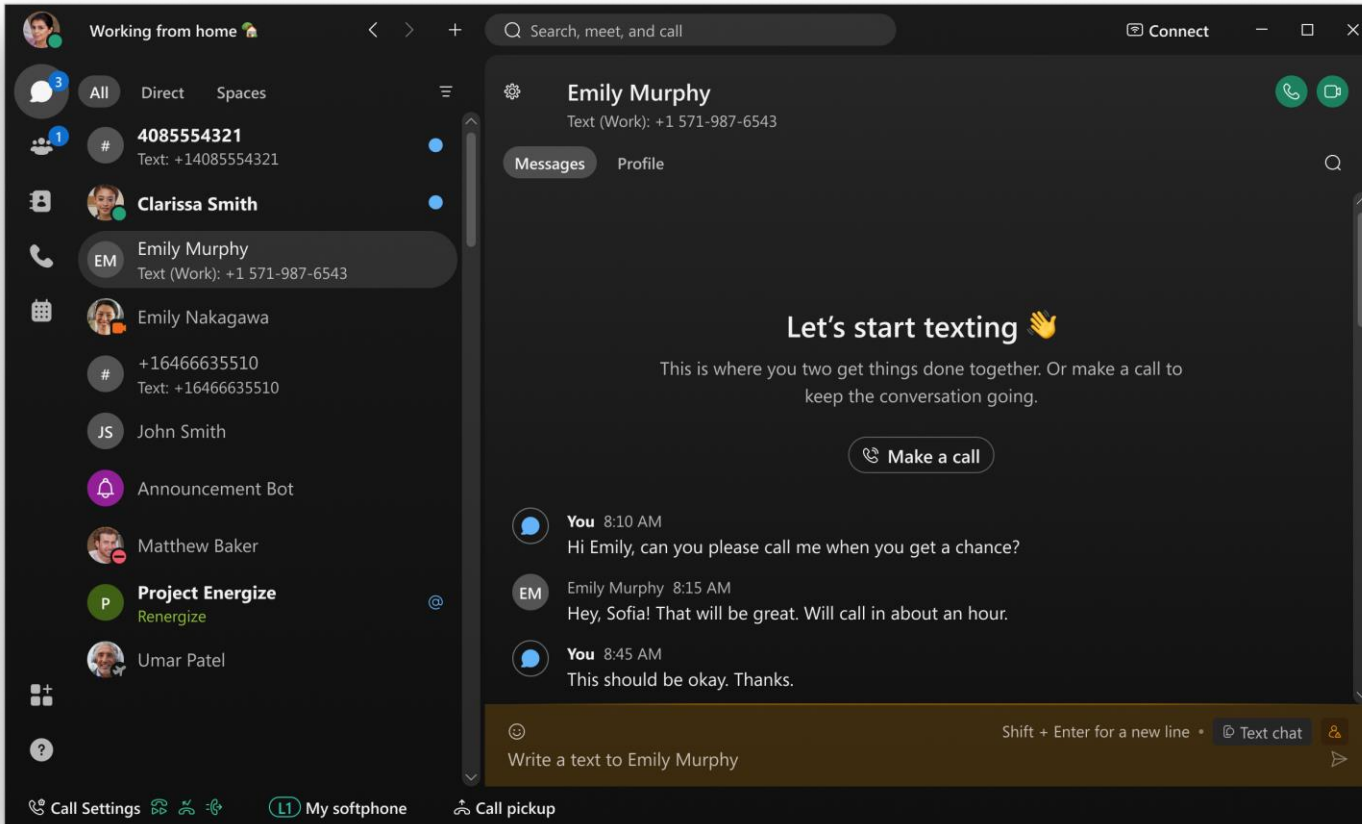 Working from home
Search, meet, and call
Connect
3
All
Direct
Spaces
1
#
4085554321
Text: +14085554321
Clarissa Smith
EM
Emily Murphy
Text (Work): +1 571-987-6543
Emily Nakagawa
#
+16466635510
Text: +16466635510
JS
John Smith
Announcement Bot
Matthew Baker
P
Project Energize
@
Renergize
Umar Patel
Emily Murphy
Text (Work): +1 571-987-6543
Messages
Profile
Let's start texting 👋
This is where you two get things done together. Or make a call to
keep the conversation going.
Make a call
You 8:10 AM
Hi Emily, can you please call me when you get a chance?
EM
Emily Murphy 8:15 AM
Hey, Sofia! That will be great. Will call in about an hour.
You 8:45 AM
This should be okay. Thanks.
Shift + Enter for a new line •
Text chat
Write a text to Emily Murphy
?
Call Settings
L1
My softphone
Call pickup